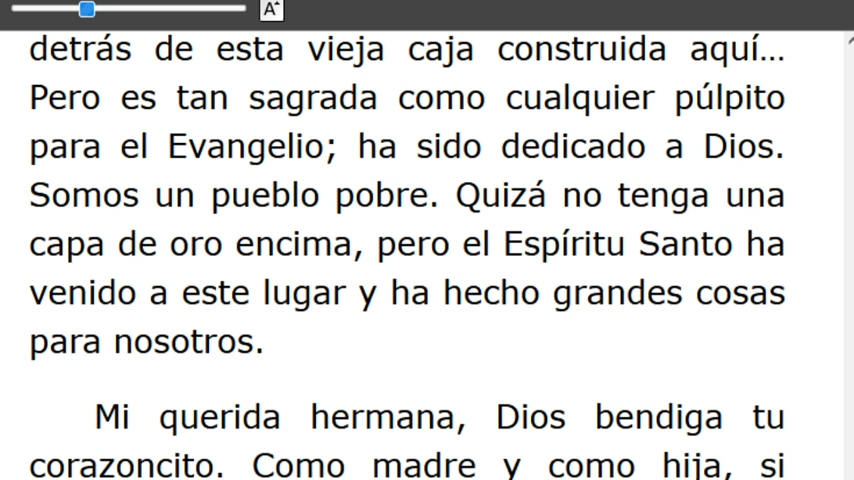 A
detrás de esta vieja caja construida aquí...
Pero es tan sagrada como cualquier púlpito
para el Evangelio; ha sido dedicado a Dios.
Somos un pueblo pobre. Quizá no tenga una
capa de oro encima, pero el Espíritu Santo ha
venido a este lugar y ha hecho grandes cosas
para nosotros.
Mi querida hermana, Dios bendiga tu
corazoncito. Como madre y como hija, si